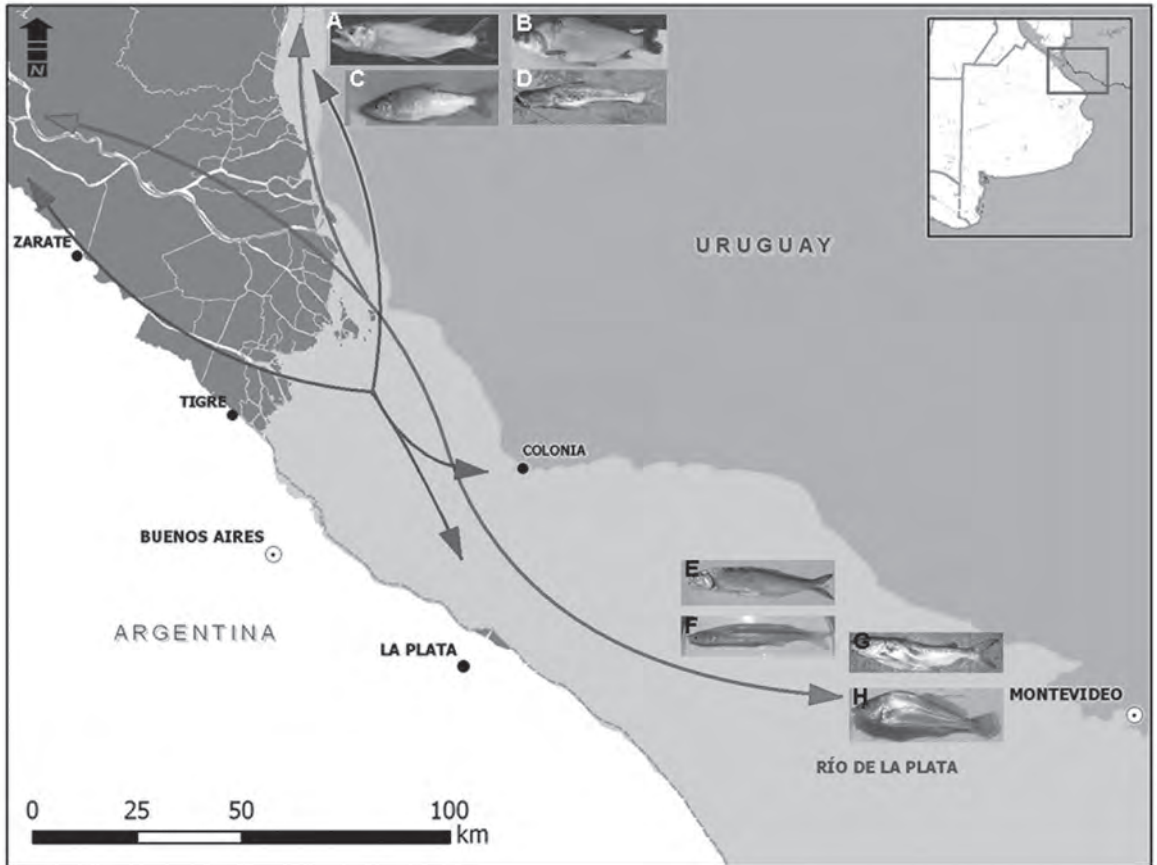 N
A
B
C
D
URUGUAY
ZARATE
TIGRE
COLONIA
BUENOS AIRES
ARGENTINA
LA PLATA
E
F
G
H
MONTEVIDEO
RÍO DE LA PLATA
0 25 50 100
km